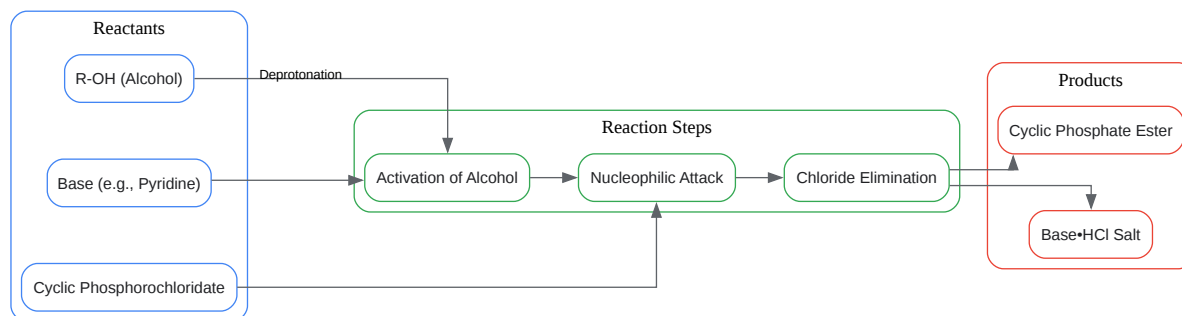 Reactants
R-OH (Alcohol)
Deprotonation
Base (e.g., Pyridine)
Cyclic Phosphorochloridate
Reaction Steps
Activation of Alcohol
Nucleophilic Attack
Chloride Elimination
Products
Cyclic Phosphate Ester
Base•HCl Salt